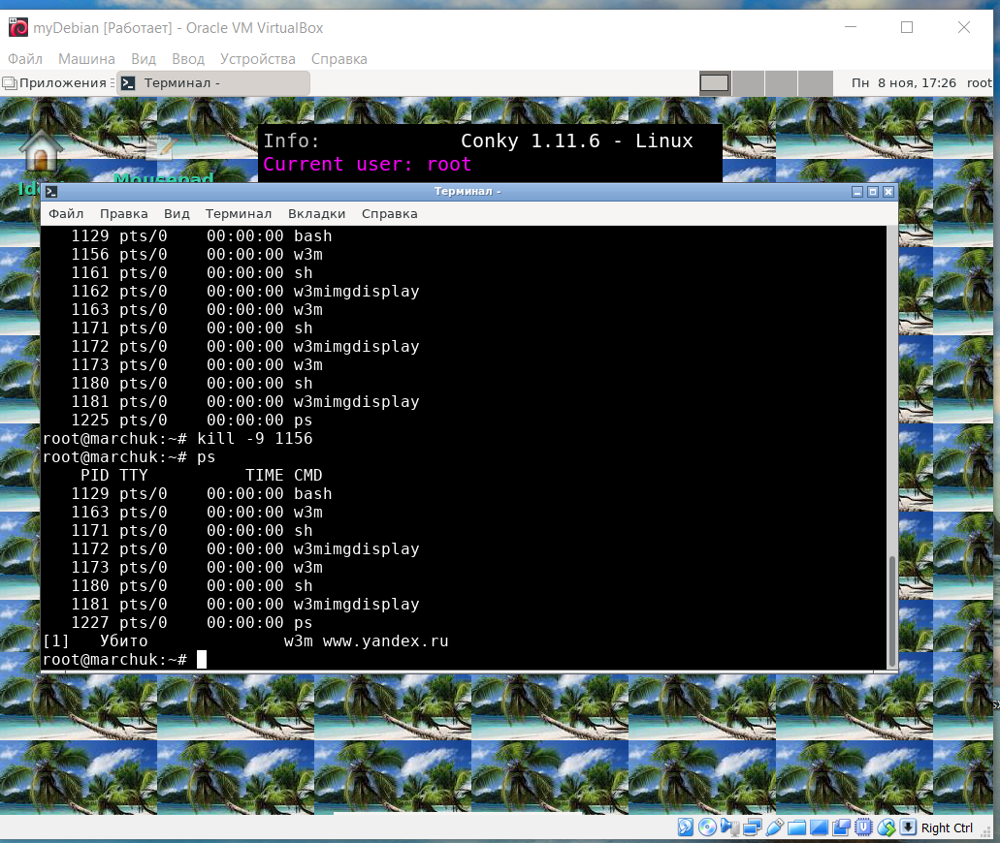 myDebian [Работает] - Oracle VM VirtualBox
Файл Машина Вид Ввод Устройства Справка
Приложения Терминал - Пн 8 ноя, 17:26 root
Info: Conky 1.11.6 - Linux
Current user: root
Mousepad
Терминал -
Файл Правка Вид Терминал Вкладки Справка
1129 pts/0 00:00:00 bash
1156 pts/0 00:00:00 w3m
1161 pts/0 00:00:00 sh
1162 pts/0 00:00:00 w3mimgdisplay
1163 pts/0 00:00:00 w3m
1171 pts/0 00:00:00 sh
1172 pts/0 00:00:00 w3mimgdisplay
1173 pts/0 00:00:00 w3m
1180 pts/0 00:00:00 sh
1181 pts/0 00:00:00 w3mimgdisplay
1225 pts/0 00:00:00 ps
root@marchuk:~# kill -9 1156
root@marchuk:~# ps
PID TTY TIME CMD
1129 pts/0 00:00:00 bash
1163 pts/0 00:00:00 w3m
1171 pts/0 00:00:00 sh
1172 pts/0 00:00:00 w3mimgdisplay
1173 pts/0 00:00:00 w3m
1180 pts/0 00:00:00 sh
1181 pts/0 00:00:00 w3mimgdisplay
1227 pts/0 00:00:00 ps
[1] Убито w3m www.yandex.ru
root@marchuk:~#
Right Ctrl